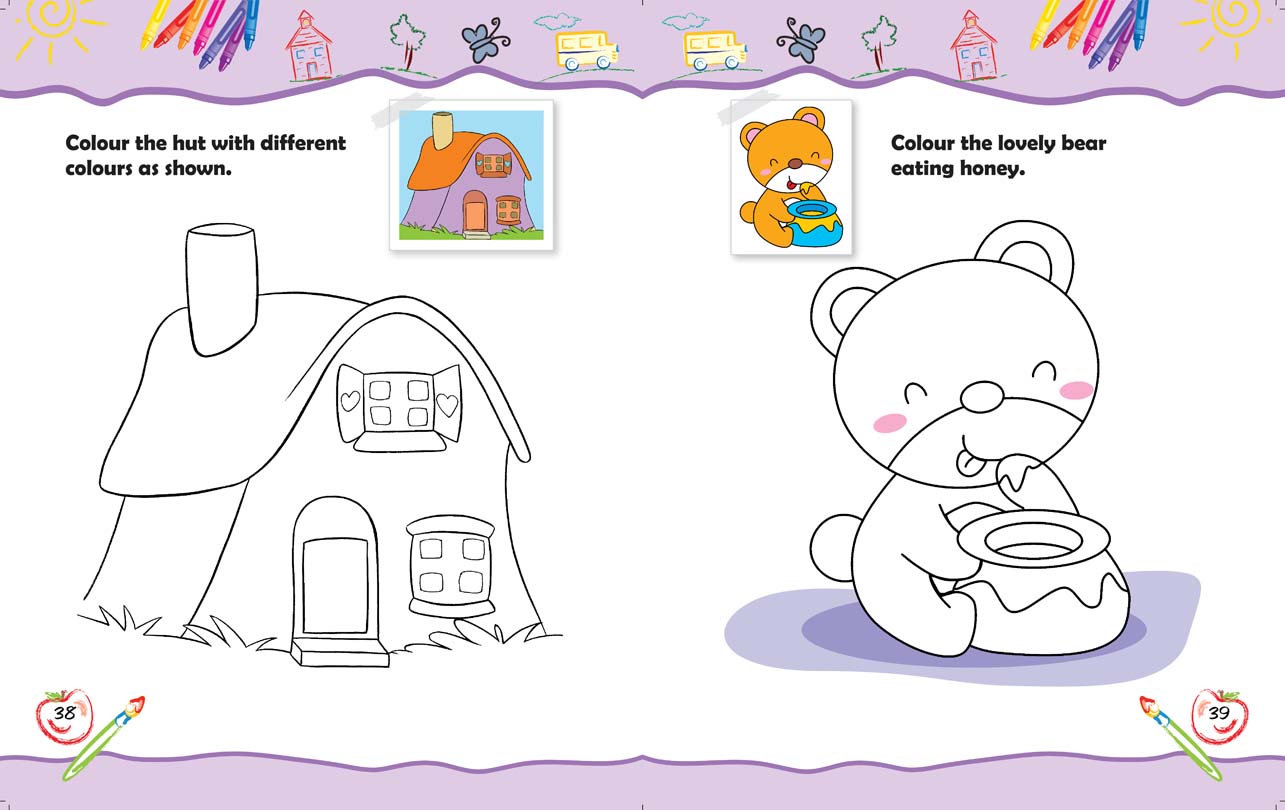 Colour the hut with different
colours as shown.
38
Colour the lovely bear
eating honey.
39